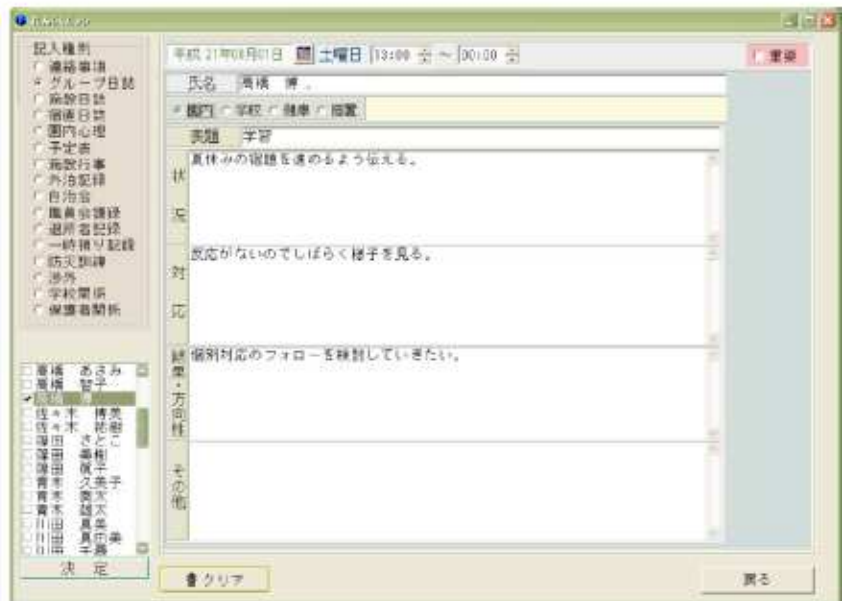 記入種別
連絡事項
グループ日誌
施設日誌
宿直日誌
園内心理
予定表
施設行事
外泊記録
自治会
職員会議録
退所者記録
一時預り記録
防災訓練
渉外
学校関係
保護者関係
高橋 あさみ
高橋 智子
高橋 博
佐々木 博美
佐々木 祐樹
篠田 さとこ
篠田 美樹
篠田 眞子
青木 久美子
青木 雄太
川田 真美
川田 真由美
決 定
平成 21年08月01日 土曜日 13:00 ～ 00:00
重要
氏名 高橋 博
園内 学校 健康 措置
表題 学習
状況
夏休みの宿題を進めるよう伝える。
対応
反応がないのでしばらく様子を見る。
結果・方向性
個別対応のフォローを検討していきたい。
その他
クリア
戻る